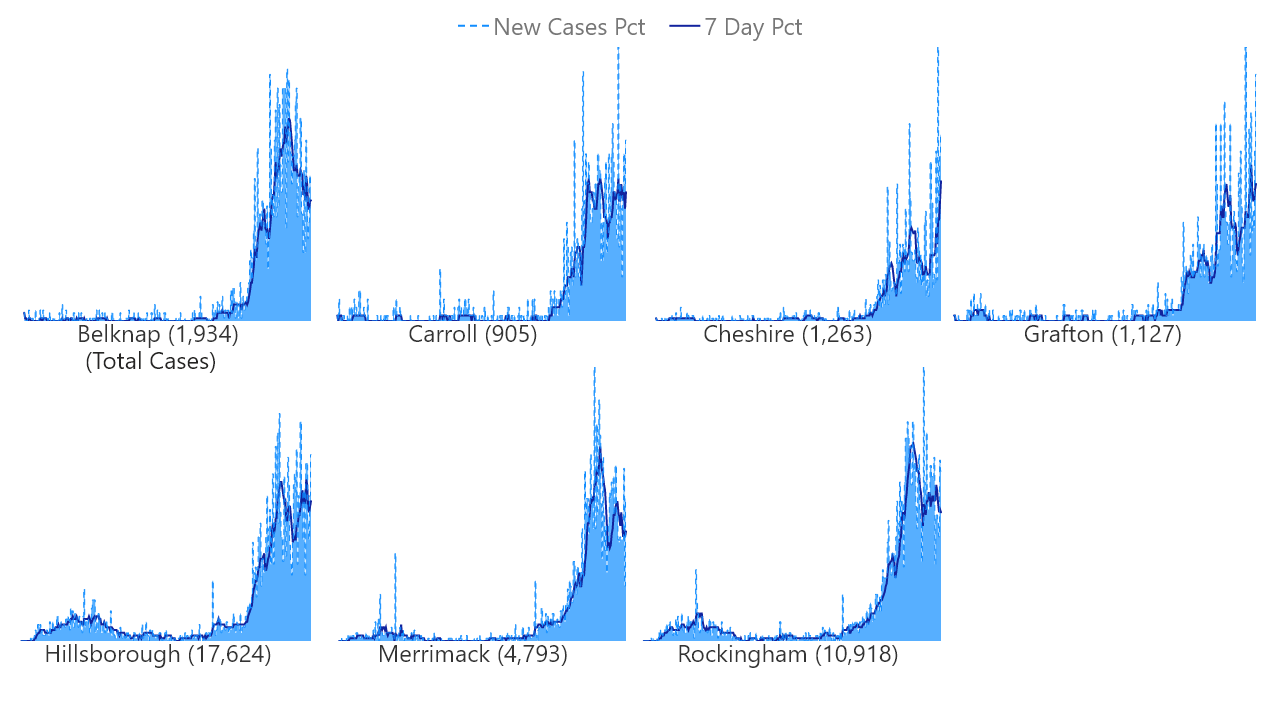 New Cases Pct 7 Day Pct
Belknap (1,934) Carroll (905) Cheshire (1,263) Grafton (1,127)
(Total Cases)
Hillsborough (17,624) Merrimack (4,793) Rockingham (10,918)